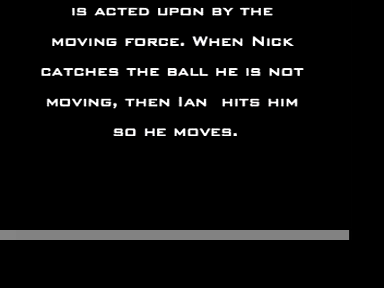 is acted upon by the
moving force. When Nick
catches the ball he is not
moving, then Ian  hits him
so he moves.